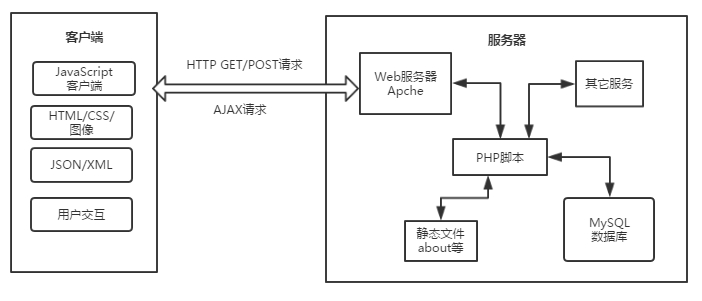 客户端
JavaScript
客户端
HTML/CSS/
图像
JSON/XML
用户交互
HTTP GET/POST请求
AJAX请求
服务器
Web服务器
Apche
其它服务
PHP脚本
静态文件
about等
MySQL
数据库